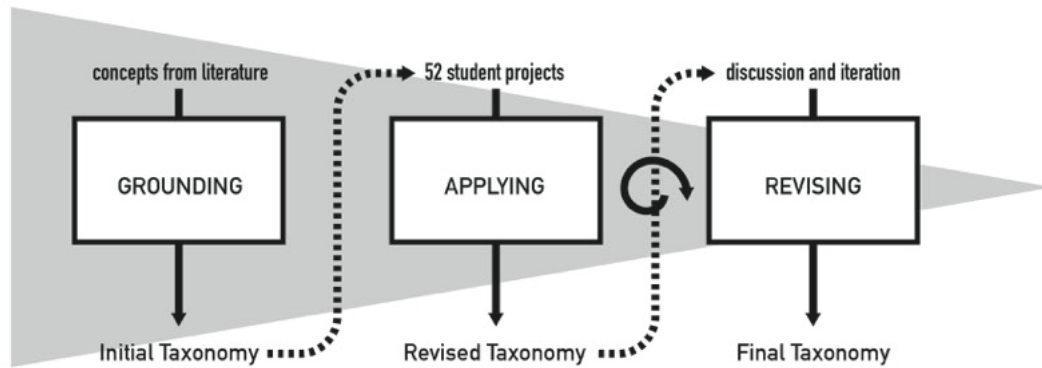 concepts from literature
52 student projects
discussion and iteration
GROUNDING
APPLYING
REVISING
Initial Taxonomy
Revised Taxonomy
Final Taxonomy